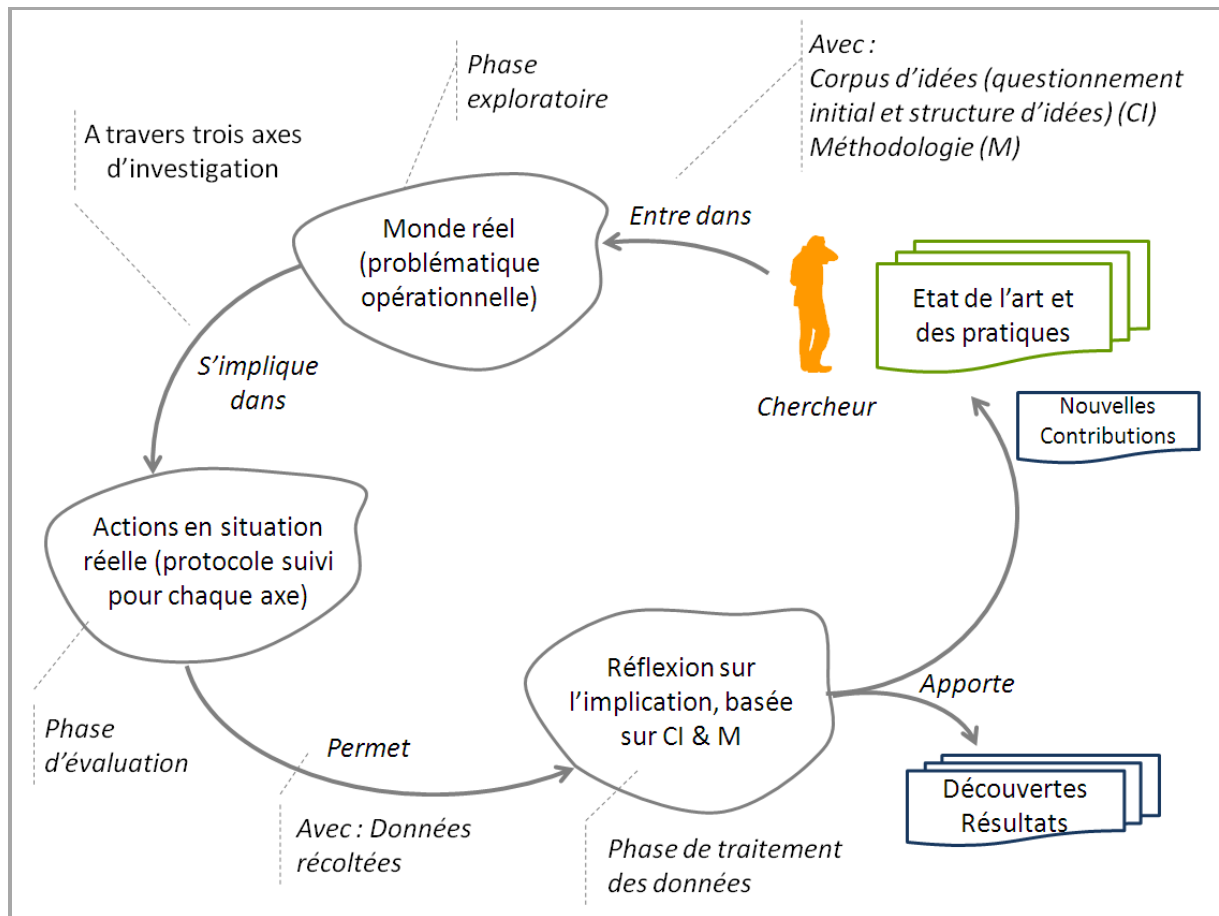 Avec :
Corpus d’idées (questionnement
initial et structure d’idées) (CI)
Méthodologie (M)
Phase
exploratoire
A travers trois axes
d’investigation
Entre dans
Monde réel
(problématique
opérationnelle)
Chercheur
Etat de l’art et
des pratiques
Nouvelles
Contributions
S’implique
dans
Actions en situation
réelle (protocole suivi
pour chaque axe)
Phase
d’évaluation
Permet
Avec : Données
récoltées
Réflexion sur
l’implication, basée
sur CI & M
Phase de traitement
des données
Apporte
Découvertes
Résultats